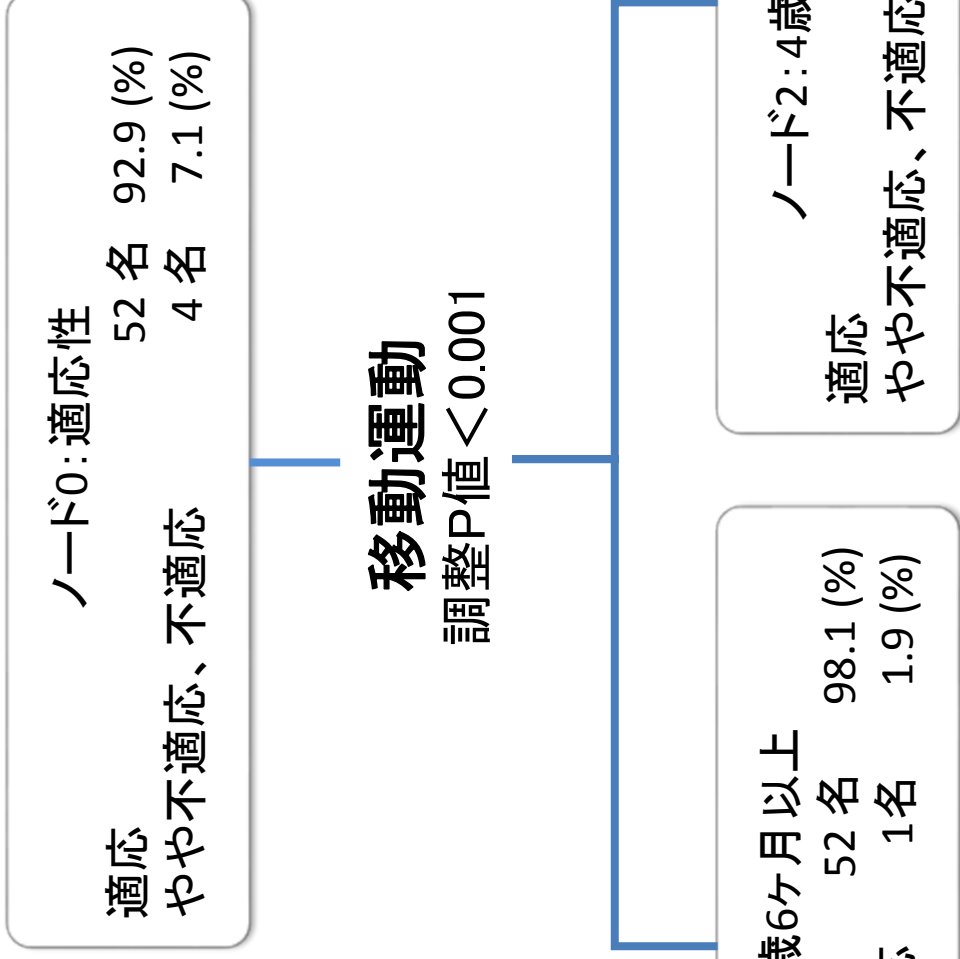 ノード0:適応性
適応 52 名 92.9 (%)
やや不適応、不適応 4 名 7.1 (%)
移動運動
調整P値<0.001
歳6ケ月以上
52 名 98.1 (%)
応 1名 1.9 (%)
ノード2:4歳
適応
やや不適応、不適応